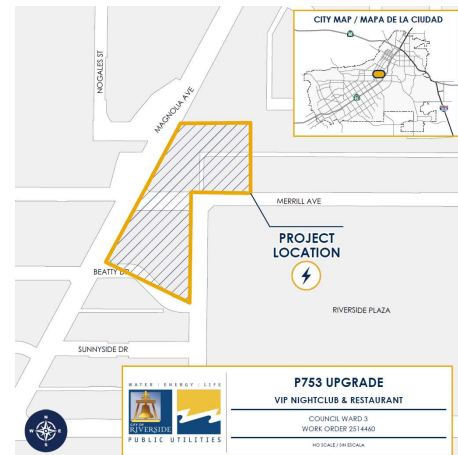 CITY MAP / MAPA DE LA CIUDAD
NOGALES ST
MAGNOLIA AVE
MERRILL AVE
PROJECT
LOCATION
BEATTY DR
RIVERSIDE PLAZA
SUNNYSIDE DR
WATER | ENERGY | LIFE
CITY OF
RIVERSIDE
PUBLIC UTILITIES
P753 UPGRADE
VIP NIGHTCLUB & RESTAURANT
COUNCIL WARD 3
WORK ORDER 2514460
NO SCALE / SIN ESCALA
N
W
E
S